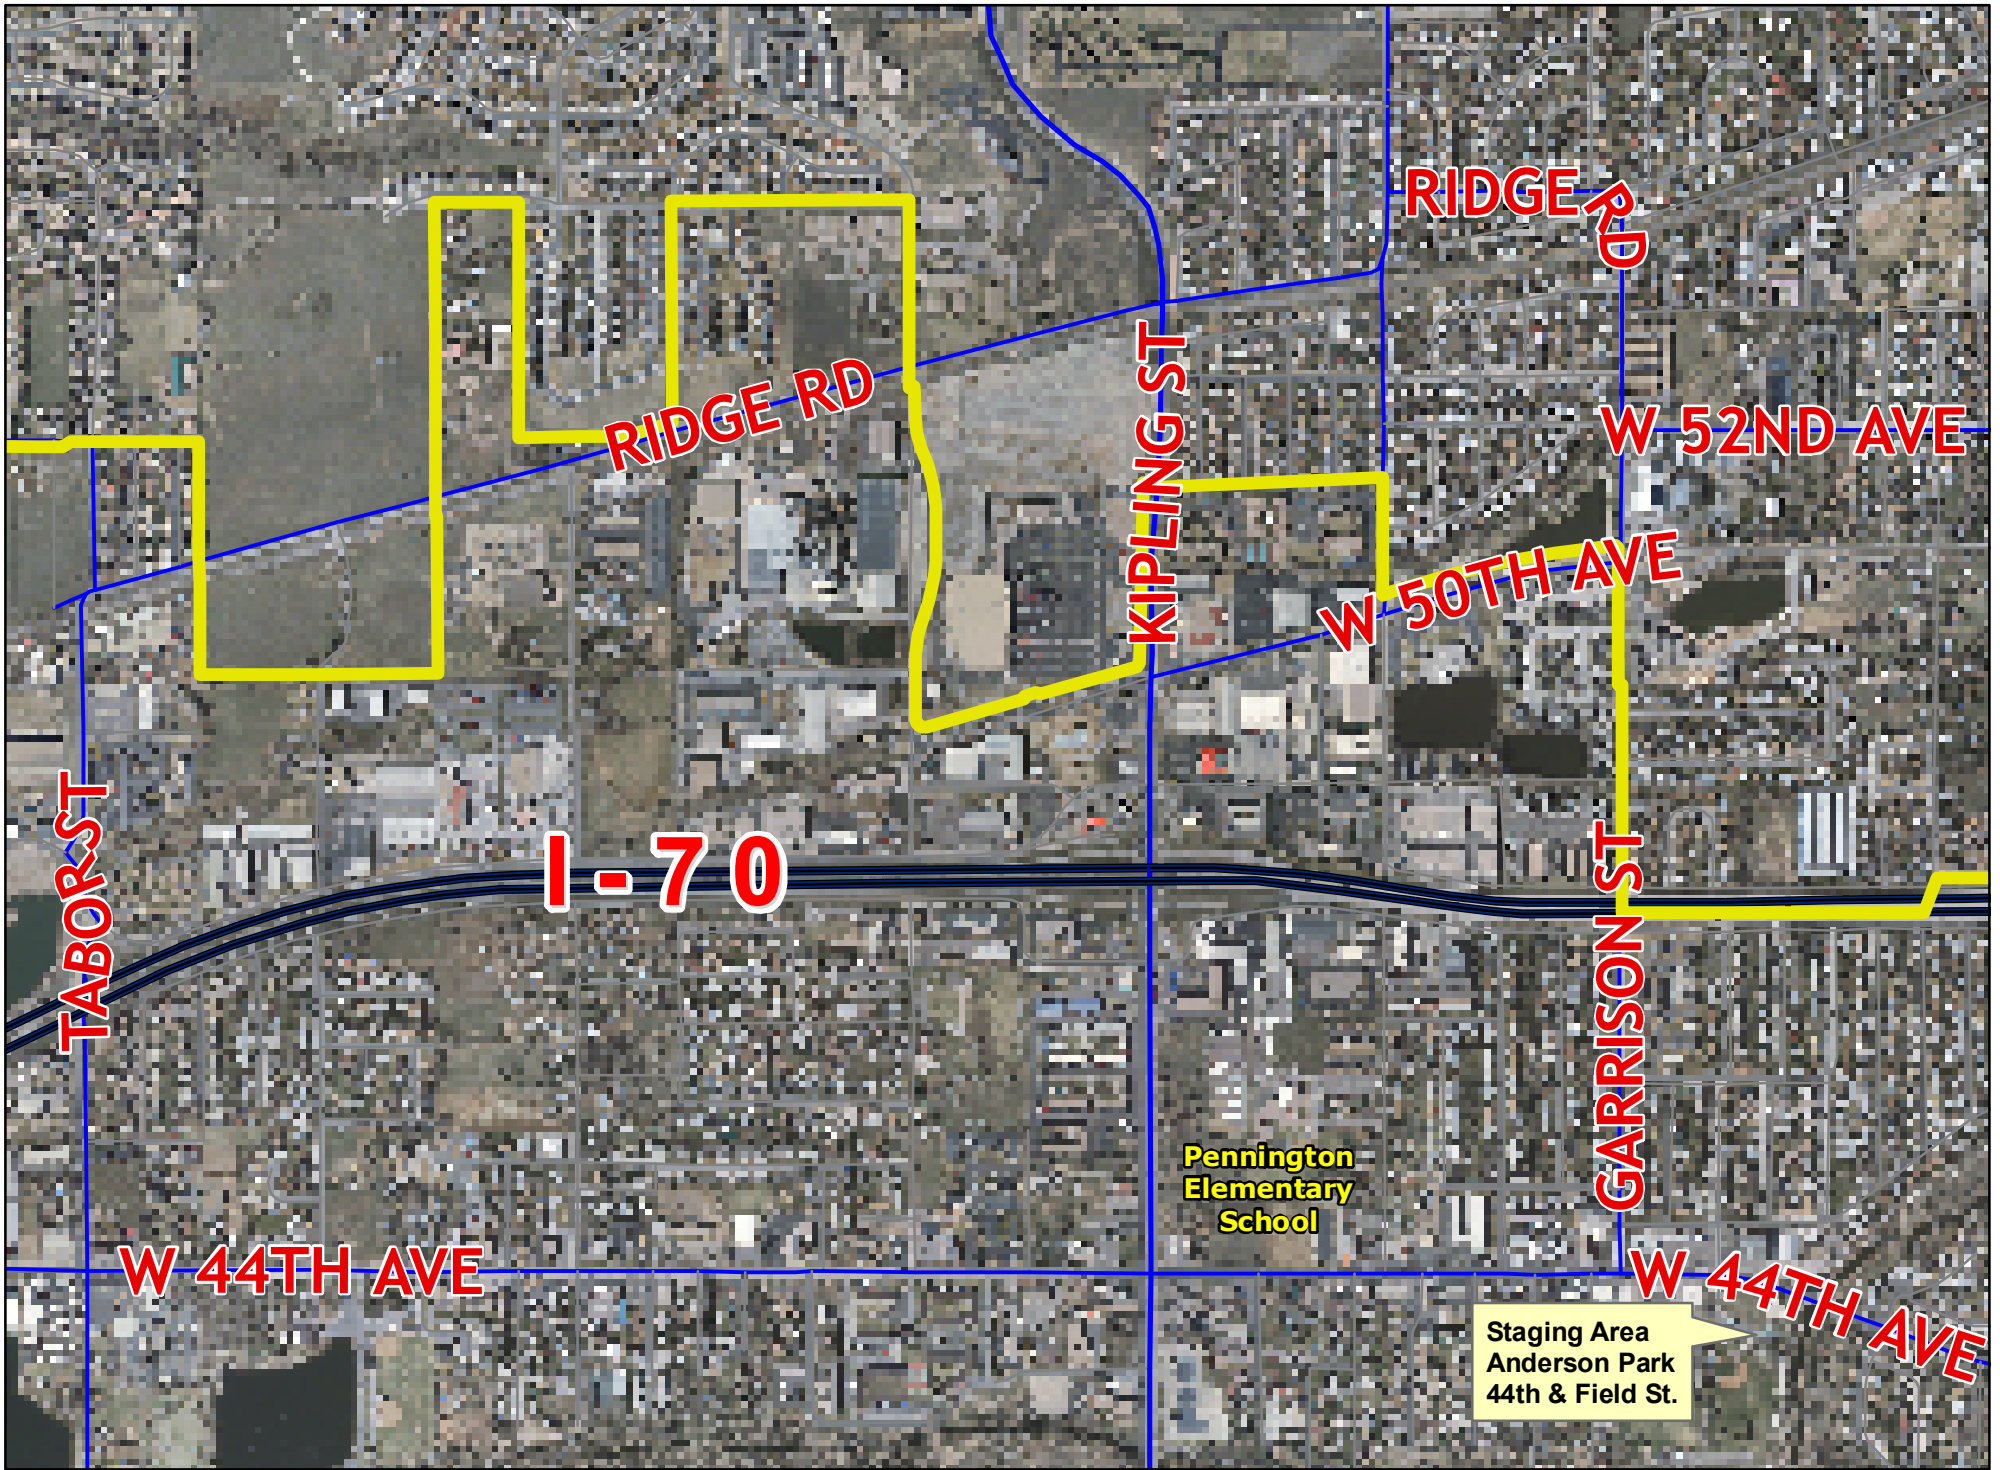 RIDGE RD
RIDGE RD
KIPLING ST
W 52ND AVE
W 50TH AVE
TABOR ST
I-70
GARRISON ST
Pennington
Elementary
School
W 44TH AVE
W 44TH AVE
Staging Area
Anderson Park
44th & Field St.